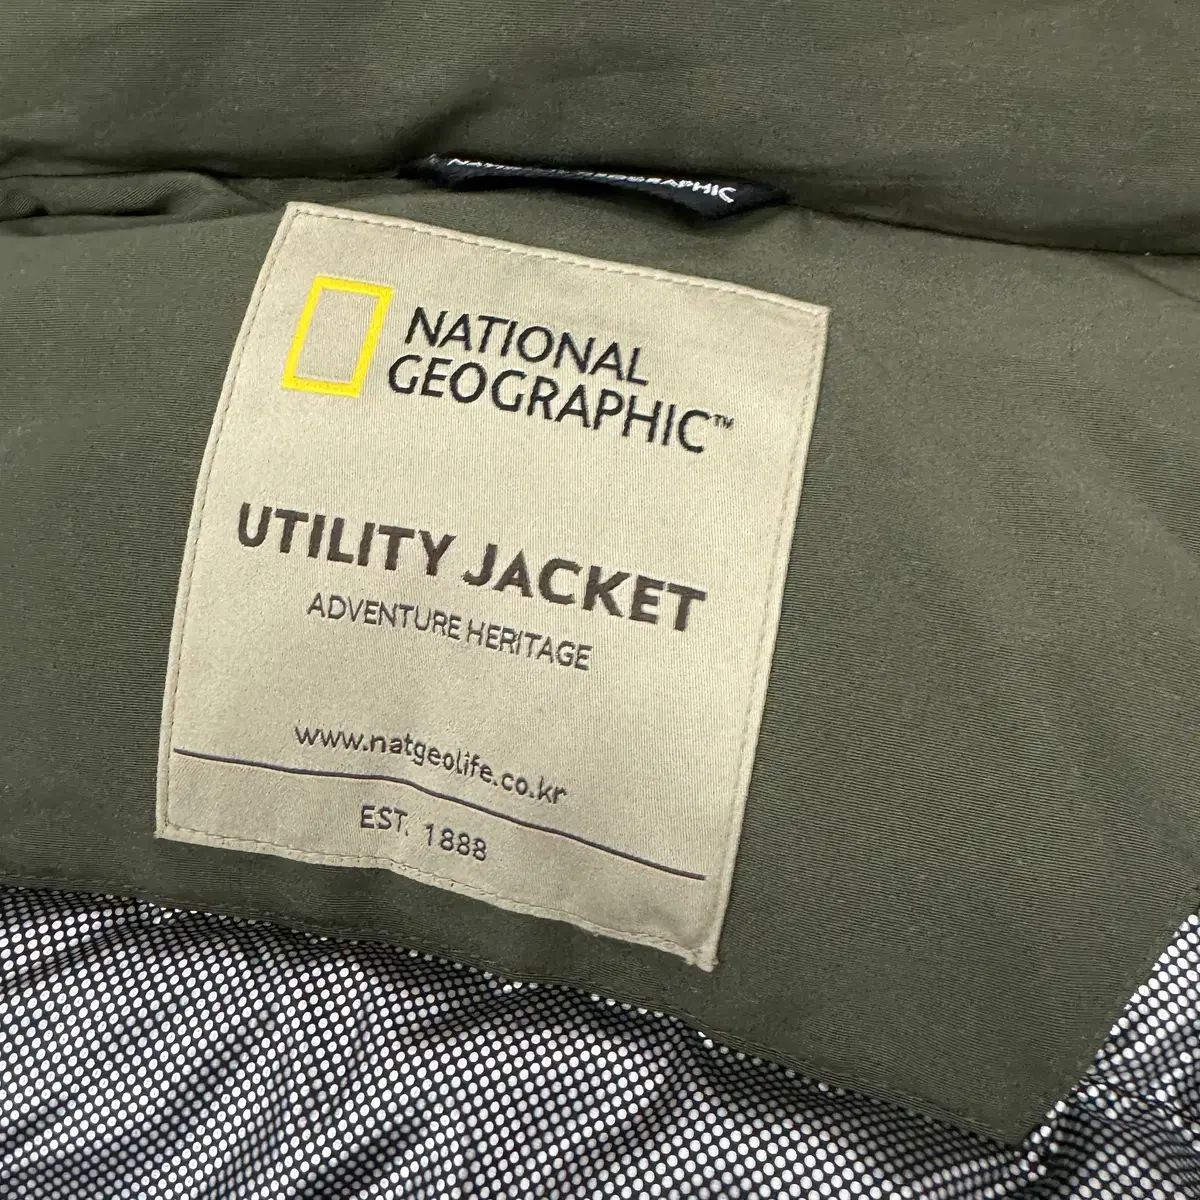 NATIONAL GEOGRAPHIC
NATIONAL
GEOGRAPHIC™
UTILITY JACKET
ADVENTURE HERITAGE
www.natgeolife.co.kr
EST. 1888